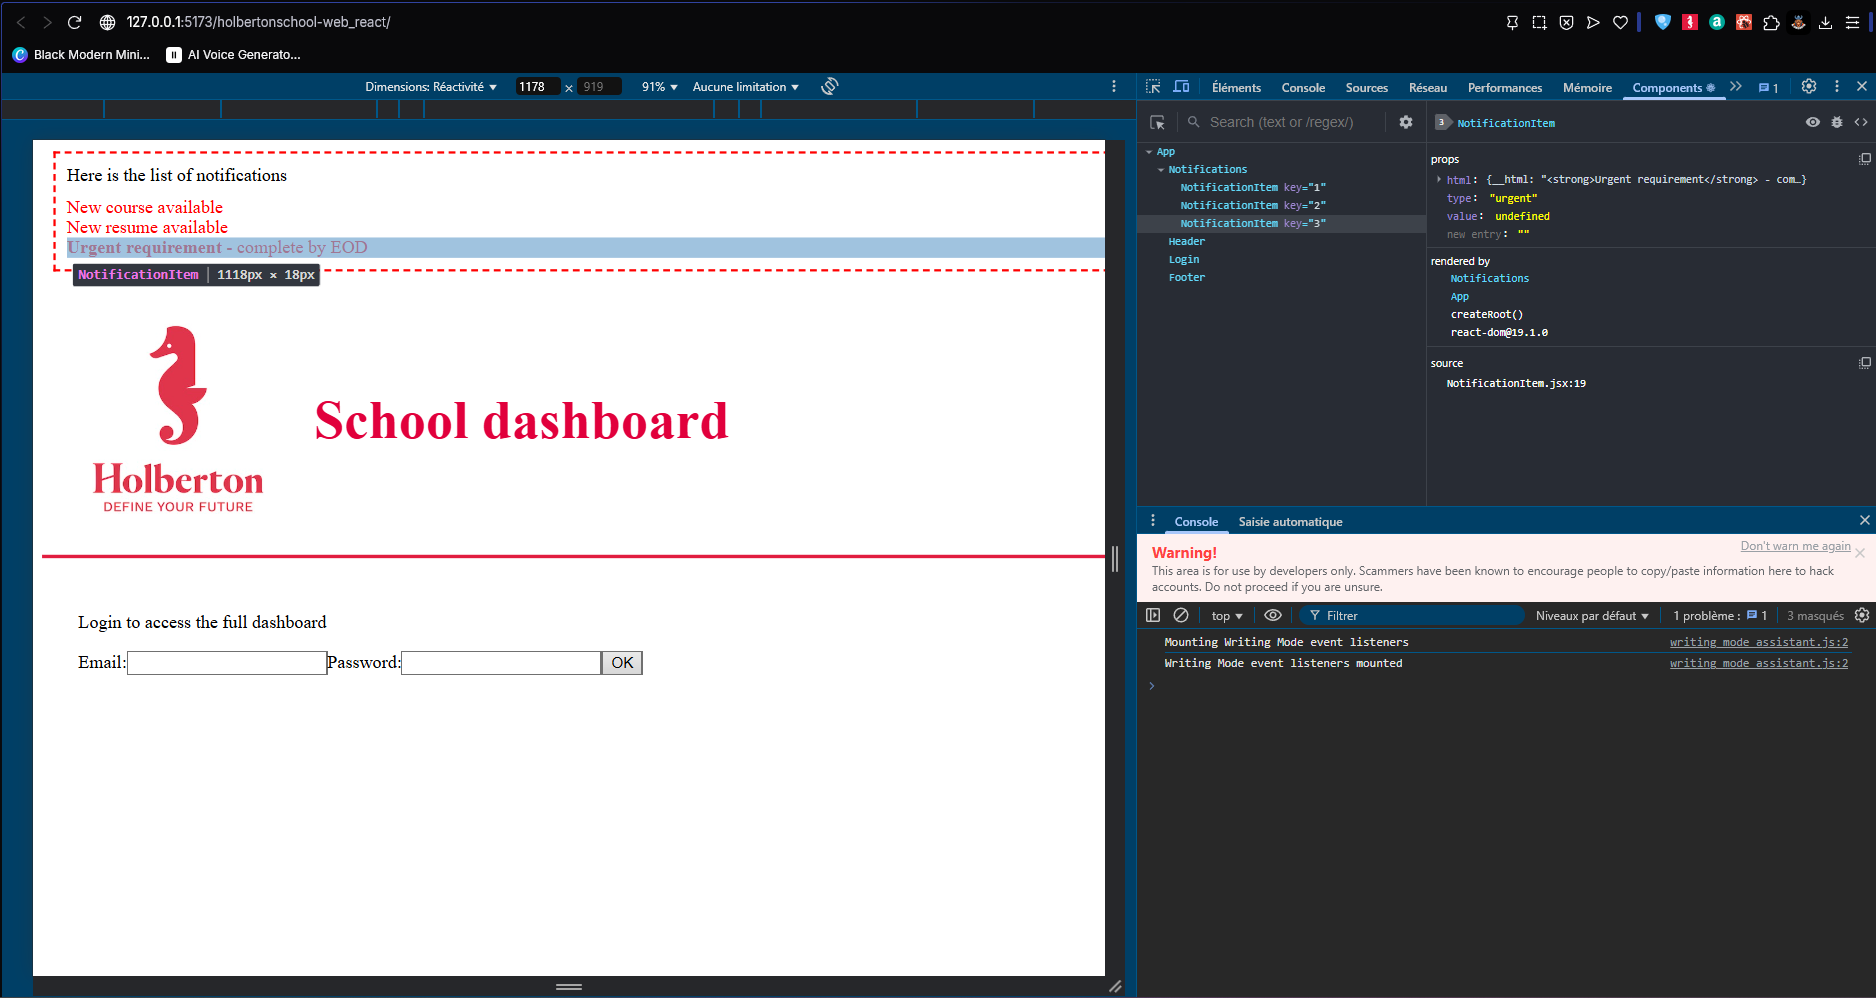 127.0.0.1:5173/holbertonschool-web_react/
Black Modern Mini...
AI Voice Generato...
Dimensions: Réactivité
1178 × 919
91%
Aucune limitation
Éléments
Console
Sources
Réseau
Performances
Mémoire
Components
1
Search (text or /regex/)
3
NotificationItem
App
Notifications
NotificationItem key="1"
NotificationItem key="2"
NotificationItem key="3"
Header
Login
Footer
props
html: {__html: "<strong>Urgent requirement</strong> - com…}
type: "urgent"
value: undefined
new entry: ""
rendered by
Notifications
App
createRoot()
react-dom@19.1.0
source
NotificationItem.jsx:19
Here is the list of notifications
New course available
New resume available
Urgent requirement - complete by EOD
NotificationItem | 1118px × 18px
Holberton
DEFINE YOUR FUTURE
School dashboard
Login to access the full dashboard
Email:
Password:
OK
Console
Saisie automatique
Warning!
Don't warn me again
This area is for use by developers only. Scammers have been known to encourage people to copy/paste information here to hack
accounts. Do not proceed if you are unsure.
top
Filtrer
Niveaux par défaut
1 problème : 1
3 masqués
Mounting Writing Mode event listeners
writing_mode_assistant.js:2
Writing Mode event listeners mounted
writing_mode_assistant.js:2